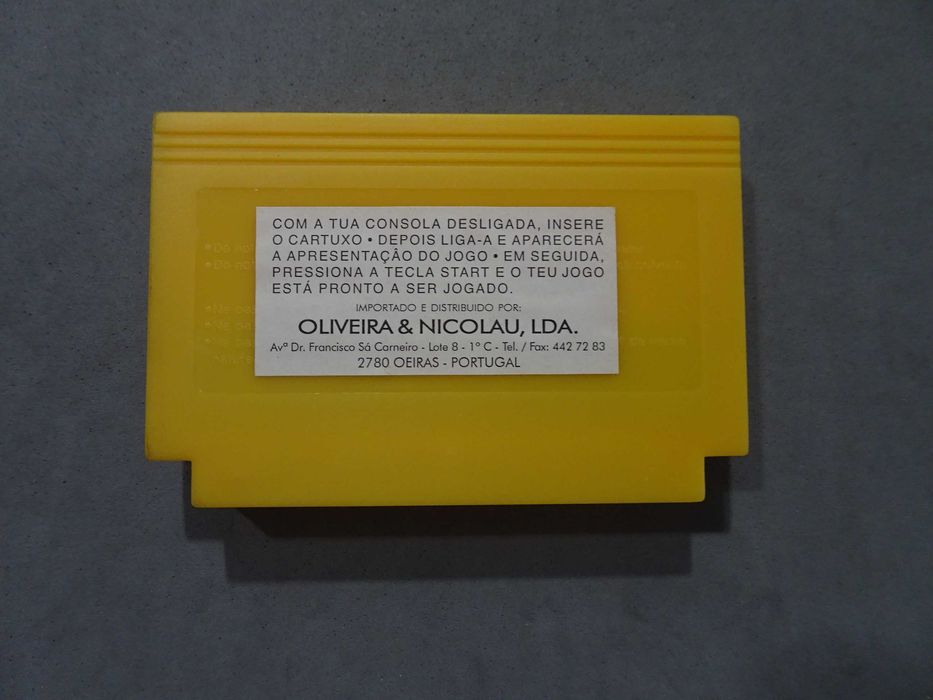 COM A TUA CONSOLA DESLIGADA, INSERE
O CARTUXO • DEPOIS LIGA-A E APARECERÁ
A APRESENTAÇÃO DO JOGO • EM SEGUIDA,
PRESSIONA A TECLA START E O TEU JOGO
ESTÁ PRONTO A SER JOGADO.
IMPORTADO E DISTRIBUIDO POR:
OLIVEIRA & NICOLAU, LDA.
Avª Dr. Francisco Sá Carneiro - Lote 8 - 1º C - Tel. / Fax: 442 72 83
2780 OEIRAS - PORTUGAL